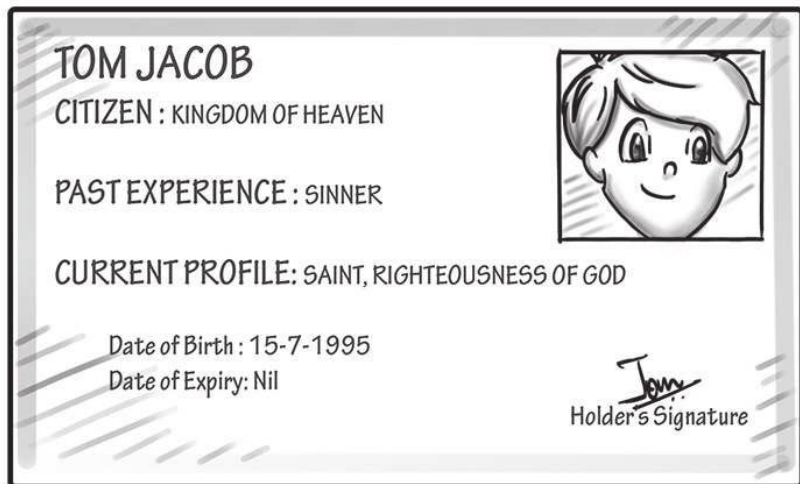 TOM JACOB
CITIZEN : KINGDOM OF HEAVEN
PAST EXPERIENCE : SINNER
CURRENT PROFILE: SAINT, RIGHTEOUSNESS OF GOD
Date of Birth : 15-7-1995
Date of Expiry: Nil
Tom
Holder's Signature